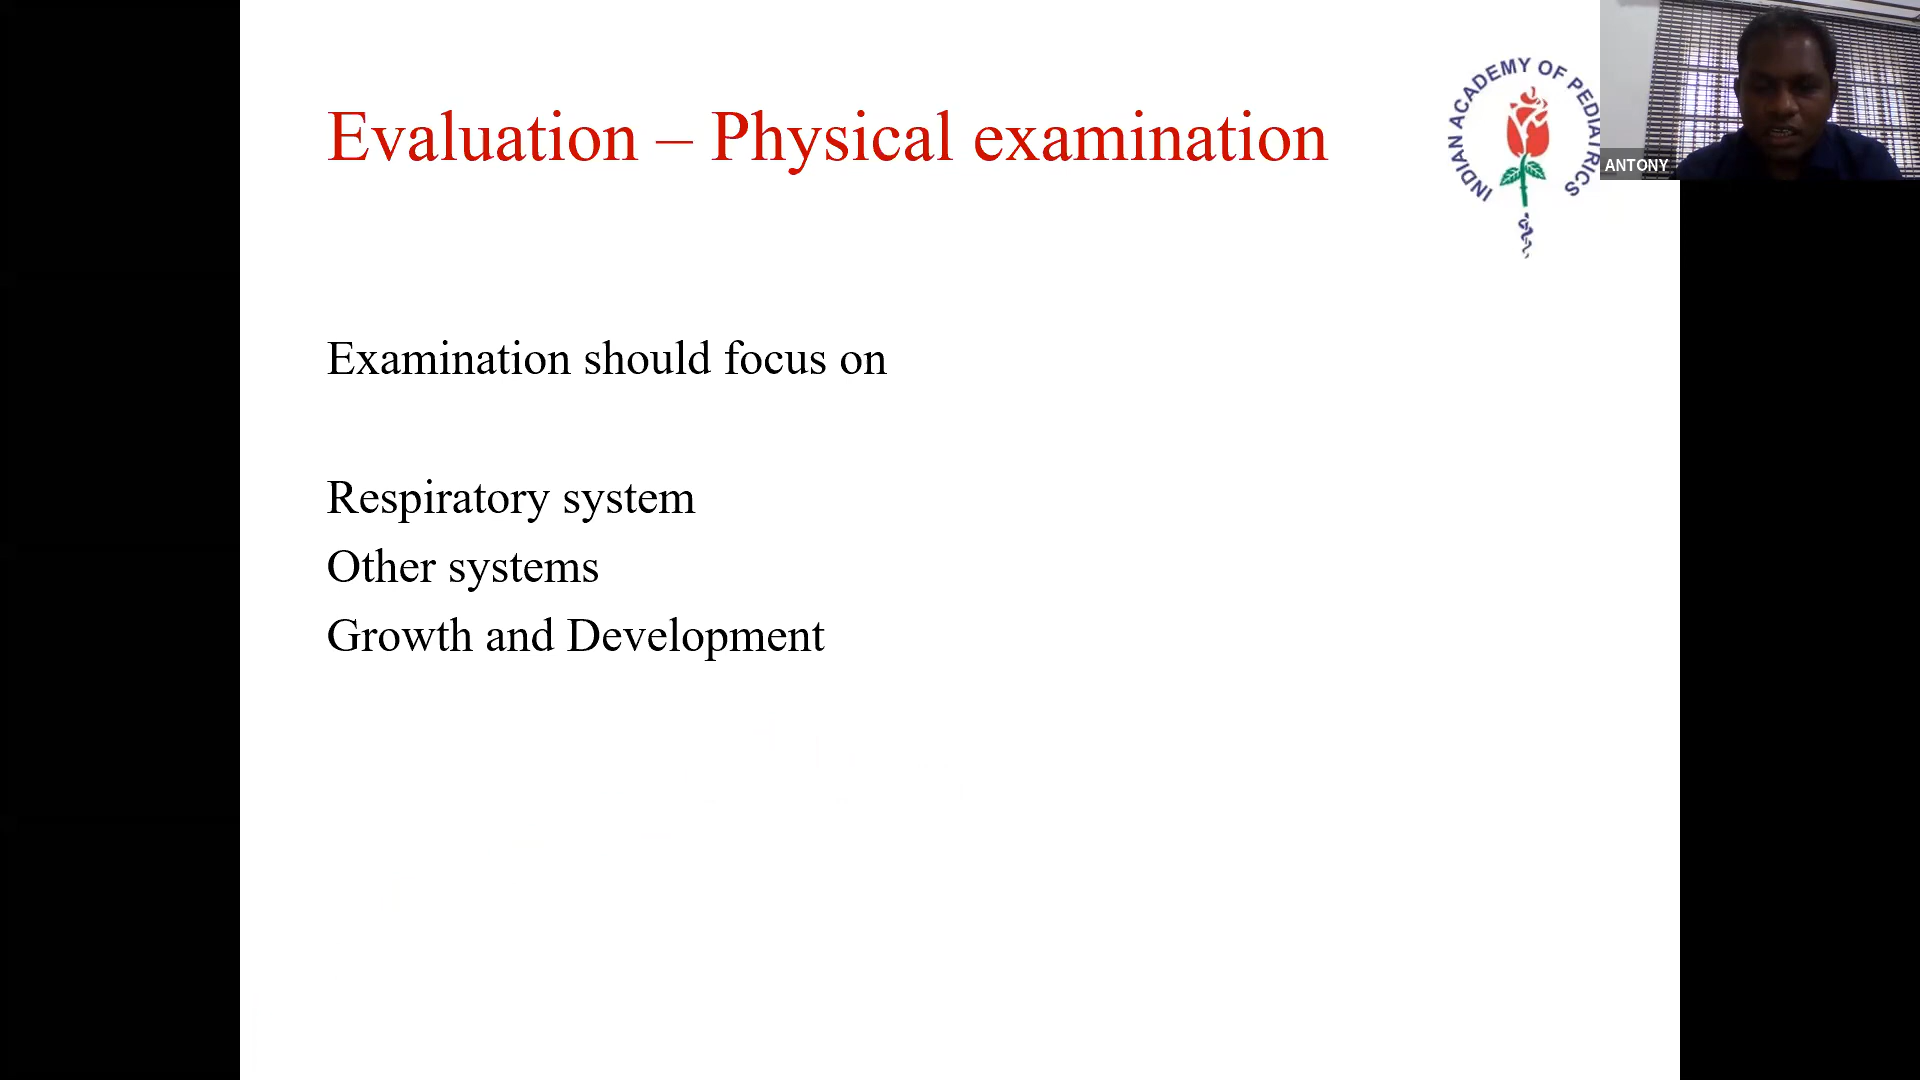 Evaluation – Physical examination
INDIAN ACADEMY OF PEDIATRICS
ANTONY
Examination should focus on
Respiratory system
Other systems
Growth and Development